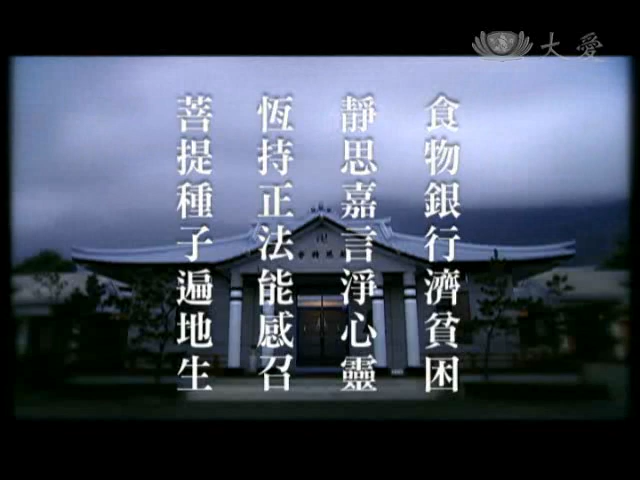 大愛
食物銀行濟貧困
靜思嘉言淨心靈
恆持正法能感召
菩提種子遍地生